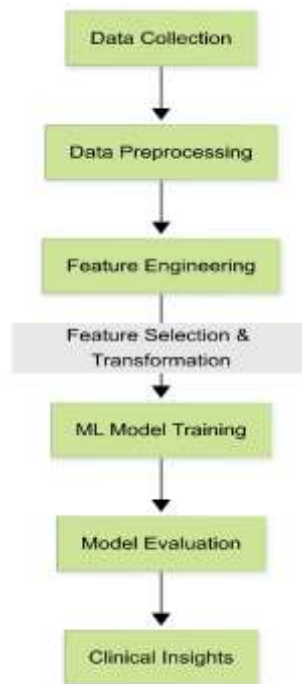 Data Collection
Data Preprocessing
Feature Engineering
Feature Selection &
Transformation
ML Model Training
Model Evaluation
Clinical Insights